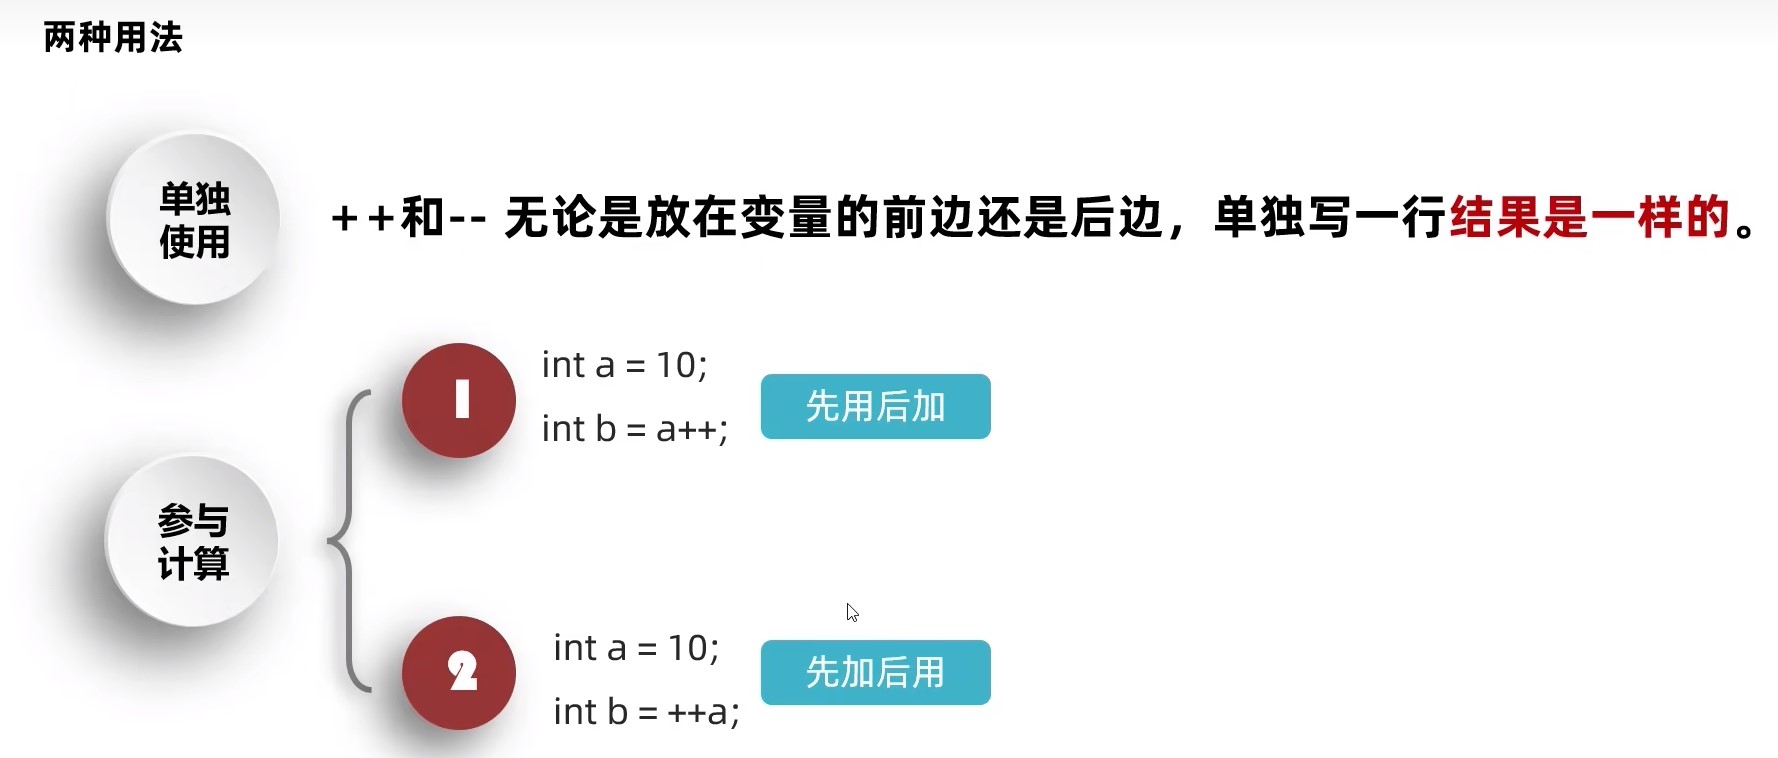 两种用法
单独
使用
++和-- 无论是放在变量的前边还是后边，单独写一行结果是一样的。
参与
计算
1
int a = 10;
int b = a++;
先用后加
2
int a = 10;
int b = ++a;
先加后用